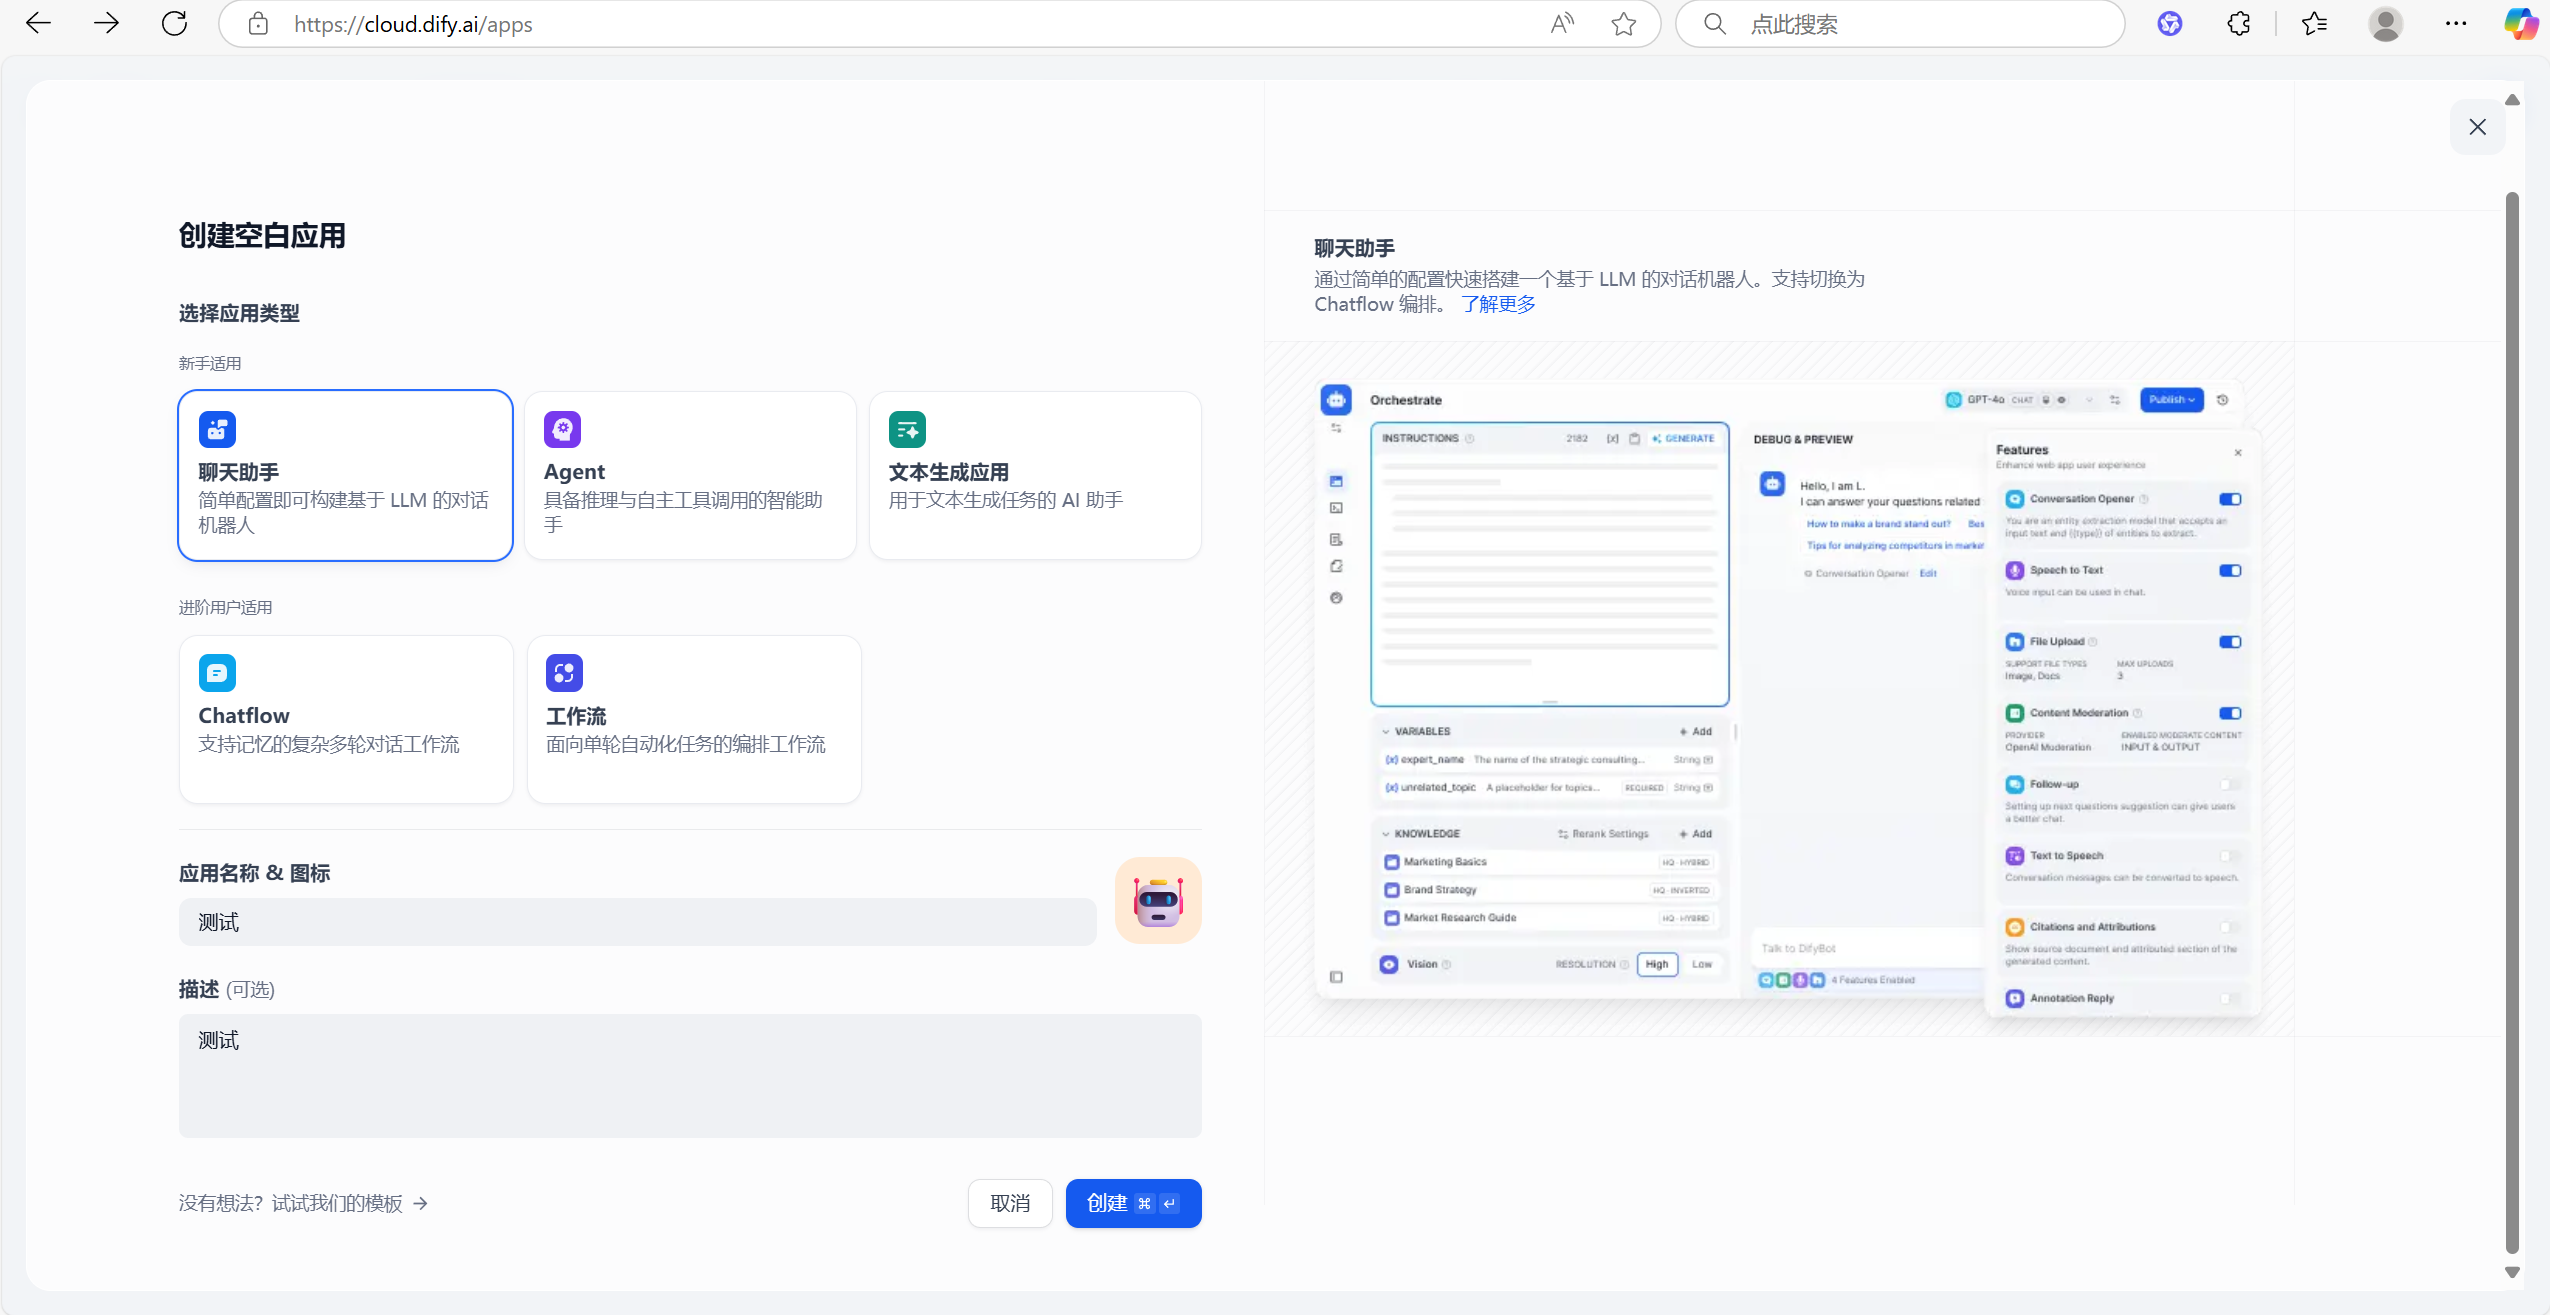 https://cloud.dify.ai/apps
点此搜索
创建空白应用
选择应用类型
新手适用
聊天助手
简单配置即可构建基于 LLM 的对话
机器人
Agent
具备推理与自主工具调用的智能助
手
文本生成应用
用于文本生成任务的 AI 助手
进阶用户适用
Chatflow
支持记忆的复杂多轮对话工作流
工作流
面向单轮自动化任务的编排工作流
应用名称 & 图标
测试
描述 (可选)
测试
没有想法？试试我们的模板
取消
创建
聊天助手
通过简单的配置快速搭建一个基于 LLM 的对话机器人。支持切换为
Chatflow 编排。 了解更多
Orchestrate
GPT-4o CHAT
Publish
INSTRUCTIONS
2182
GENERATE
VARIABLES
Add
expert_name The name of the strategic consulting... String
unrelated_topic A placeholder for topics... REQUIRED String
KNOWLEDGE
Rerank Settings
Add
Marketing Basics HQ · HYBRID
Brand Strategy HQ · INVERTED
Market Research Guide HQ · HYBRID
Vision
RESOLUTION
High
Low
DEBUG & PREVIEW
Hello, I am L.
I can answer your questions related
How to make a brand stand out? Bes
Tips for analyzing competitors in market
Conversation Opener Edit
Talk to DifyBot
4 Features Enabled
Features
Enhance web app user experience
Conversation Opener
You are an entity extraction model that accepts an
input text and {{type}} of entities to extract.
Speech to Text
Voice input can be used in chat.
File Upload
SUPPORT FILE TYPES
Image, Docs
MAX UPLOADS
3
Content Moderation
PROVIDER
OpenAI Moderation
ENABLED MODERATE CONTENT
INPUT & OUTPUT
Follow-up
Setting up next questions suggestion can give users
a better chat.
Text to Speech
Conversation messages can be converted to speech.
Citations and Attributions
Show source document and attributed section of the
generated content.
Annotation Reply